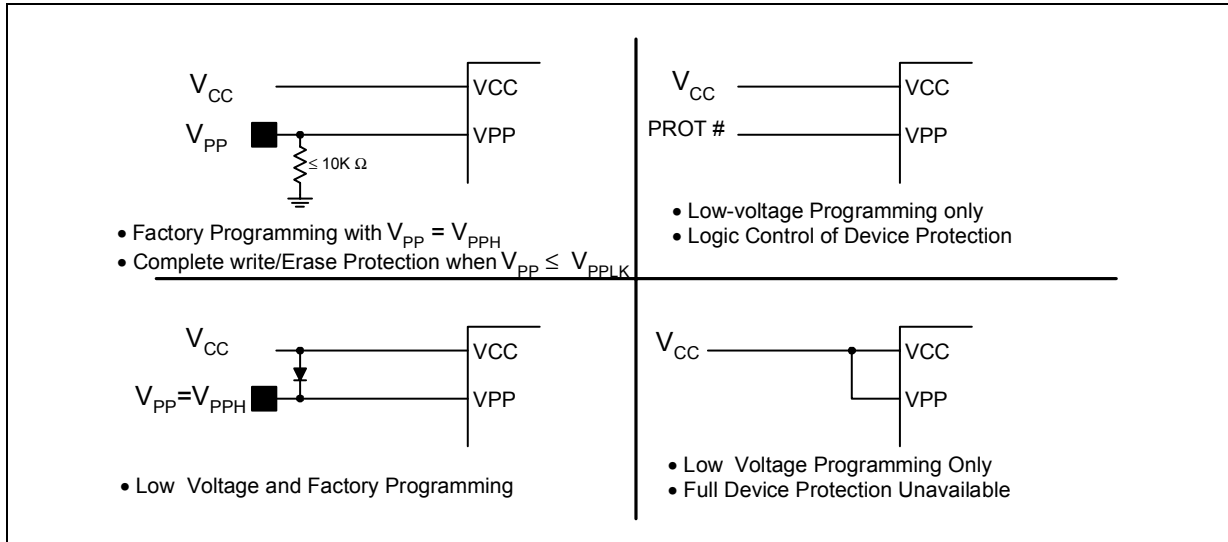 V_CC VCC
V_PP VPP
≤ 10K Ω
• Factory Programming with V_PP = V_PPH
• Complete write/Erase Protection when V_PP ≤ V_PPLK
V_CC VCC
PROT # VPP
• Low-voltage Programming only
• Logic Control of Device Protection
V_CC VCC
V_PP=V_PPH VPP
• Low Voltage and Factory Programming
V_CC VCC
VPP
• Low Voltage Programming Only
• Full Device Protection Unavailable